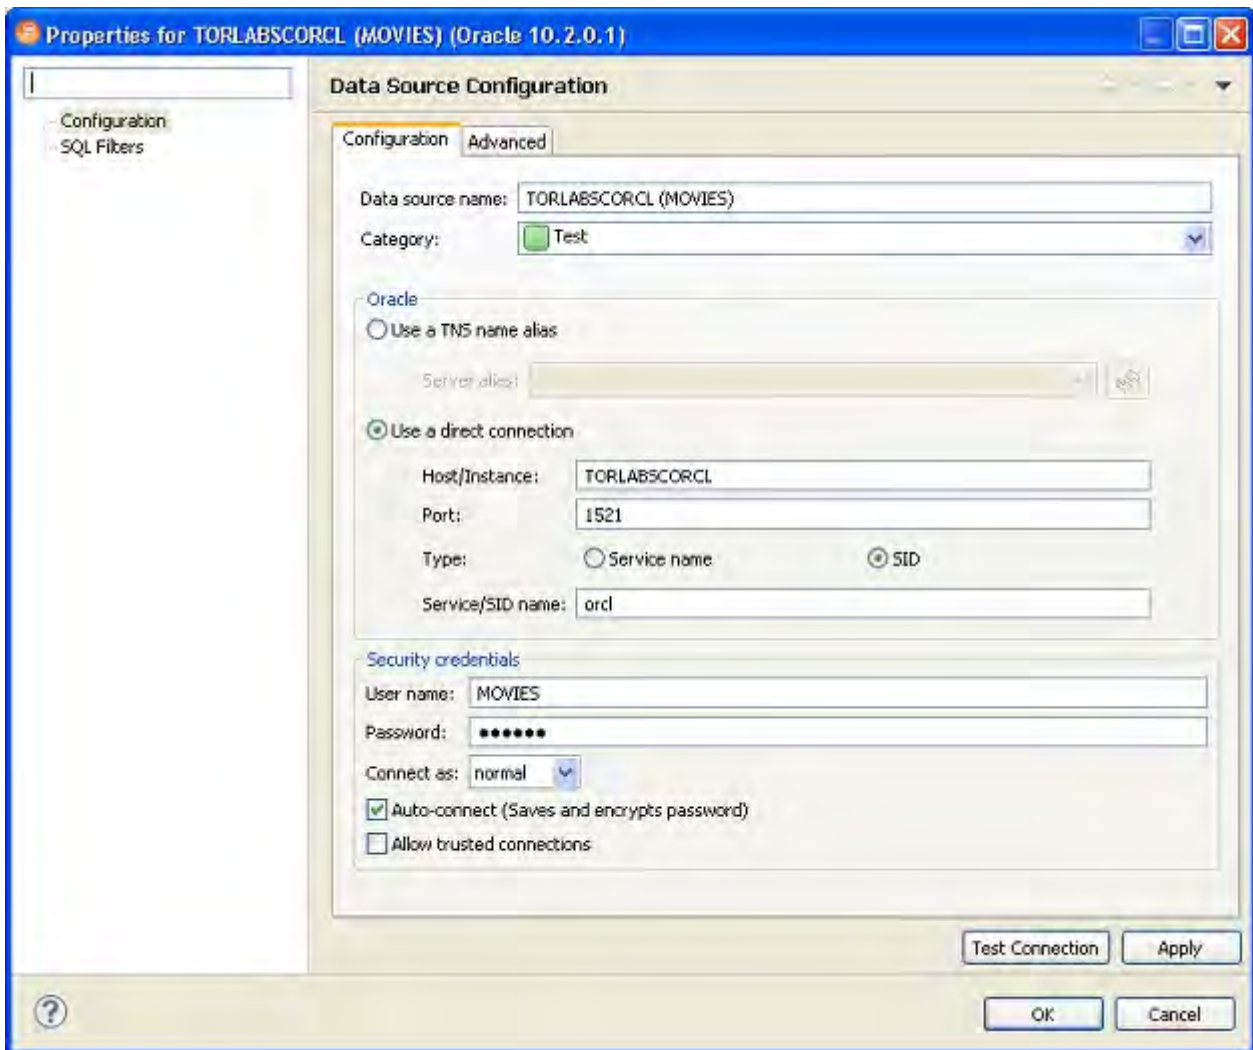 Properties for TORLABSCORCL (MOVIES) (Oracle 10.2.0.1)
Configuration
SQL Filters
Data Source Configuration
Configuration Advanced
Data source name: TORLABSCORCL (MOVIES)
Category: Test
Oracle
Use a TNS name alias
Server alias:
Use a direct connection
Host/Instance: TORLABSCORCL
Port: 1521
Type: Service name SID
Service/SID name: orcl
Security credentials
User name: MOVIES
Password: ••••••
Connect as: normal
Auto-connect (Saves and encrypts password)
Allow trusted connections
Test Connection Apply
? OK Cancel